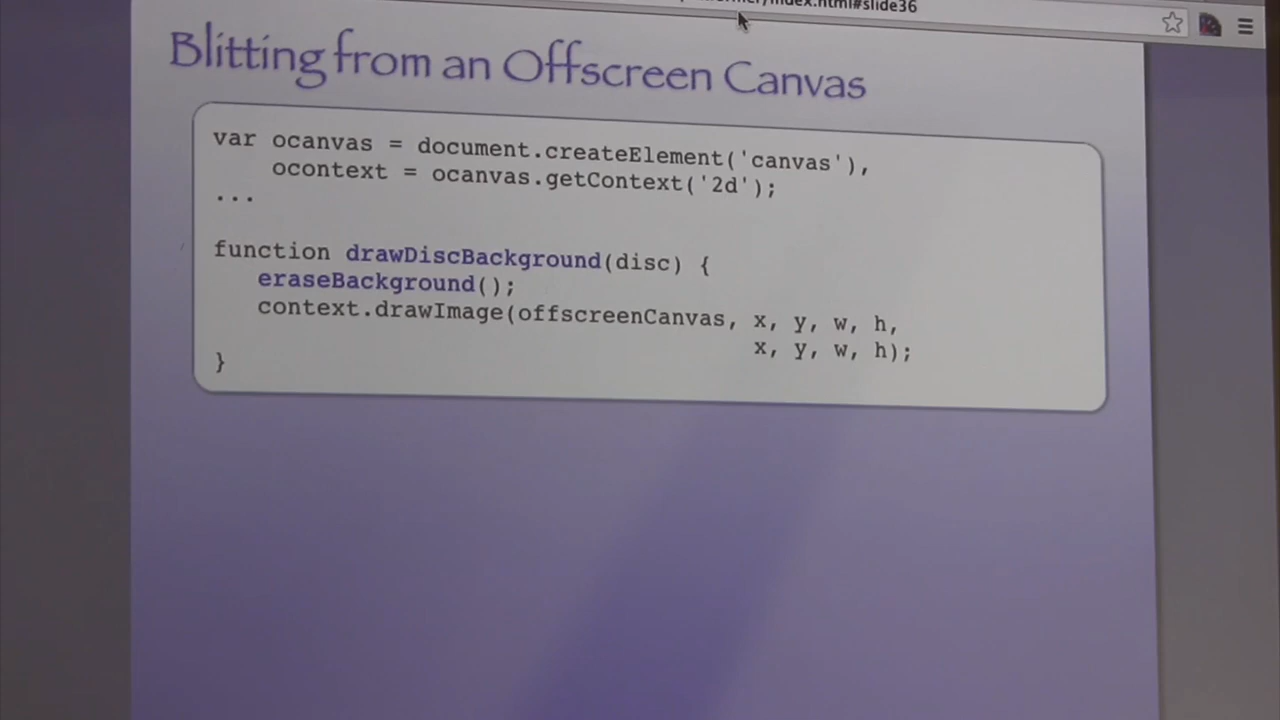 /index.html#slide36
Blitting from an Offscreen Canvas
var ocanvas = document.createElement('canvas'),
ocontext = ocanvas.getContext('2d');
...
function drawDiscBackground(disc) {
eraseBackground();
context.drawImage(offscreenCanvas, x, y, w, h,
x, y, w, h);
}